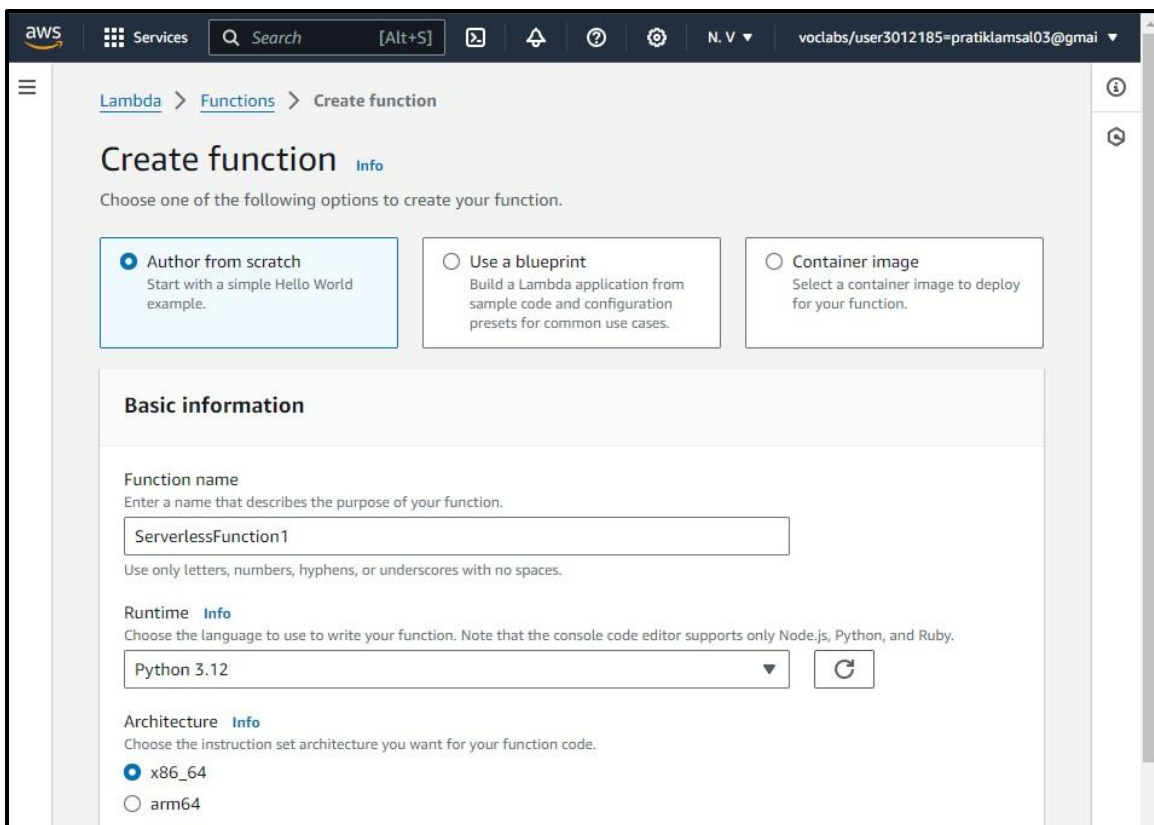 aws
Services
Search [Alt+S]
N. V
voclabs/user3012185=pratiklamsal03@gmai
Lambda > Functions > Create function
Create function Info
Choose one of the following options to create your function.
Author from scratch
Start with a simple Hello World
example.
Use a blueprint
Build a Lambda application from
sample code and configuration
presets for common use cases.
Container image
Select a container image to deploy
for your function.
Basic information
Function name
Enter a name that describes the purpose of your function.
ServerlessFunction1
Use only letters, numbers, hyphens, or underscores with no spaces.
Runtime Info
Choose the language to use to write your function. Note that the console code editor supports only Node.js, Python, and Ruby.
Python 3.12
Architecture Info
Choose the instruction set architecture you want for your function code.
x86_64
arm64